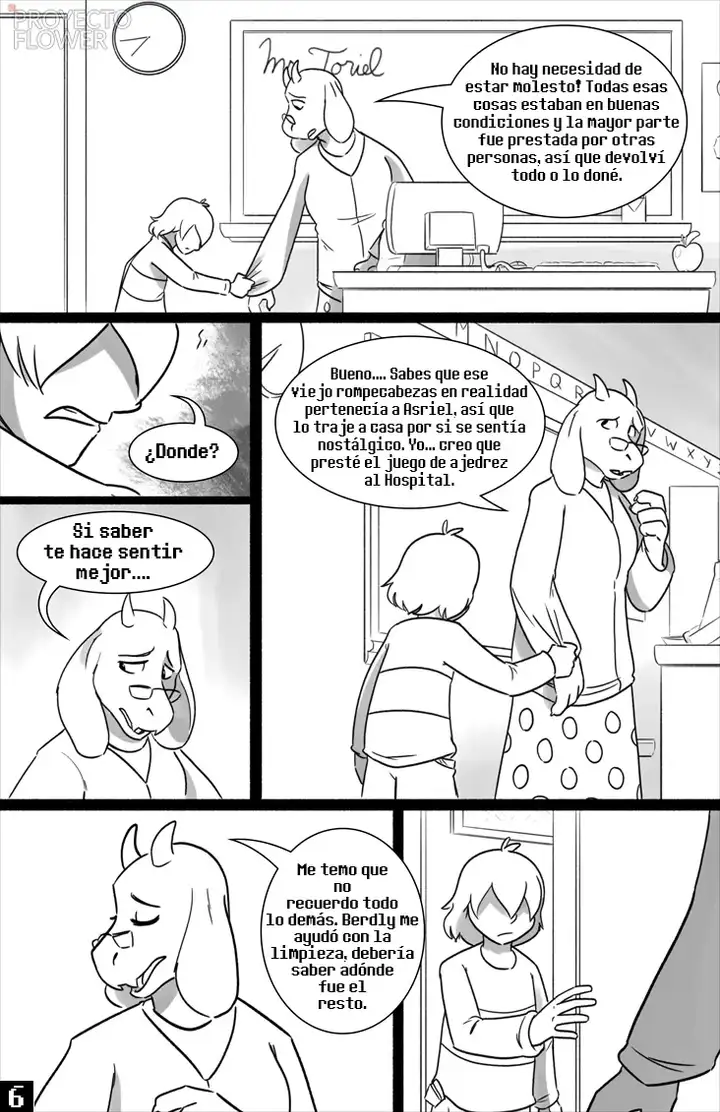 PROYECTO
FLOWER
Ms. Toriel
No hay necesidad de
estar molesto! Todas esas
cosas estaban en buenas
condiciones y la mayor parte
fue prestada por otras
personas, así que devolví
todo o lo doné.
¿Donde?
Bueno.... Sabes que ese
viejo rompecabezas en realidad
pertenecía a Asriel, así que
lo traje a casa por si se sentía
nostálgico. Yo... creo que
presté el juego de ajedrez
al Hospital.
M N O P Q R
W X Y Z
Si saber
te hace sentir
mejor....
Me temo que
no
recuerdo todo
lo demás. Berdly me
ayudó con la
limpieza, debería
saber adónde
fue el
resto.
6